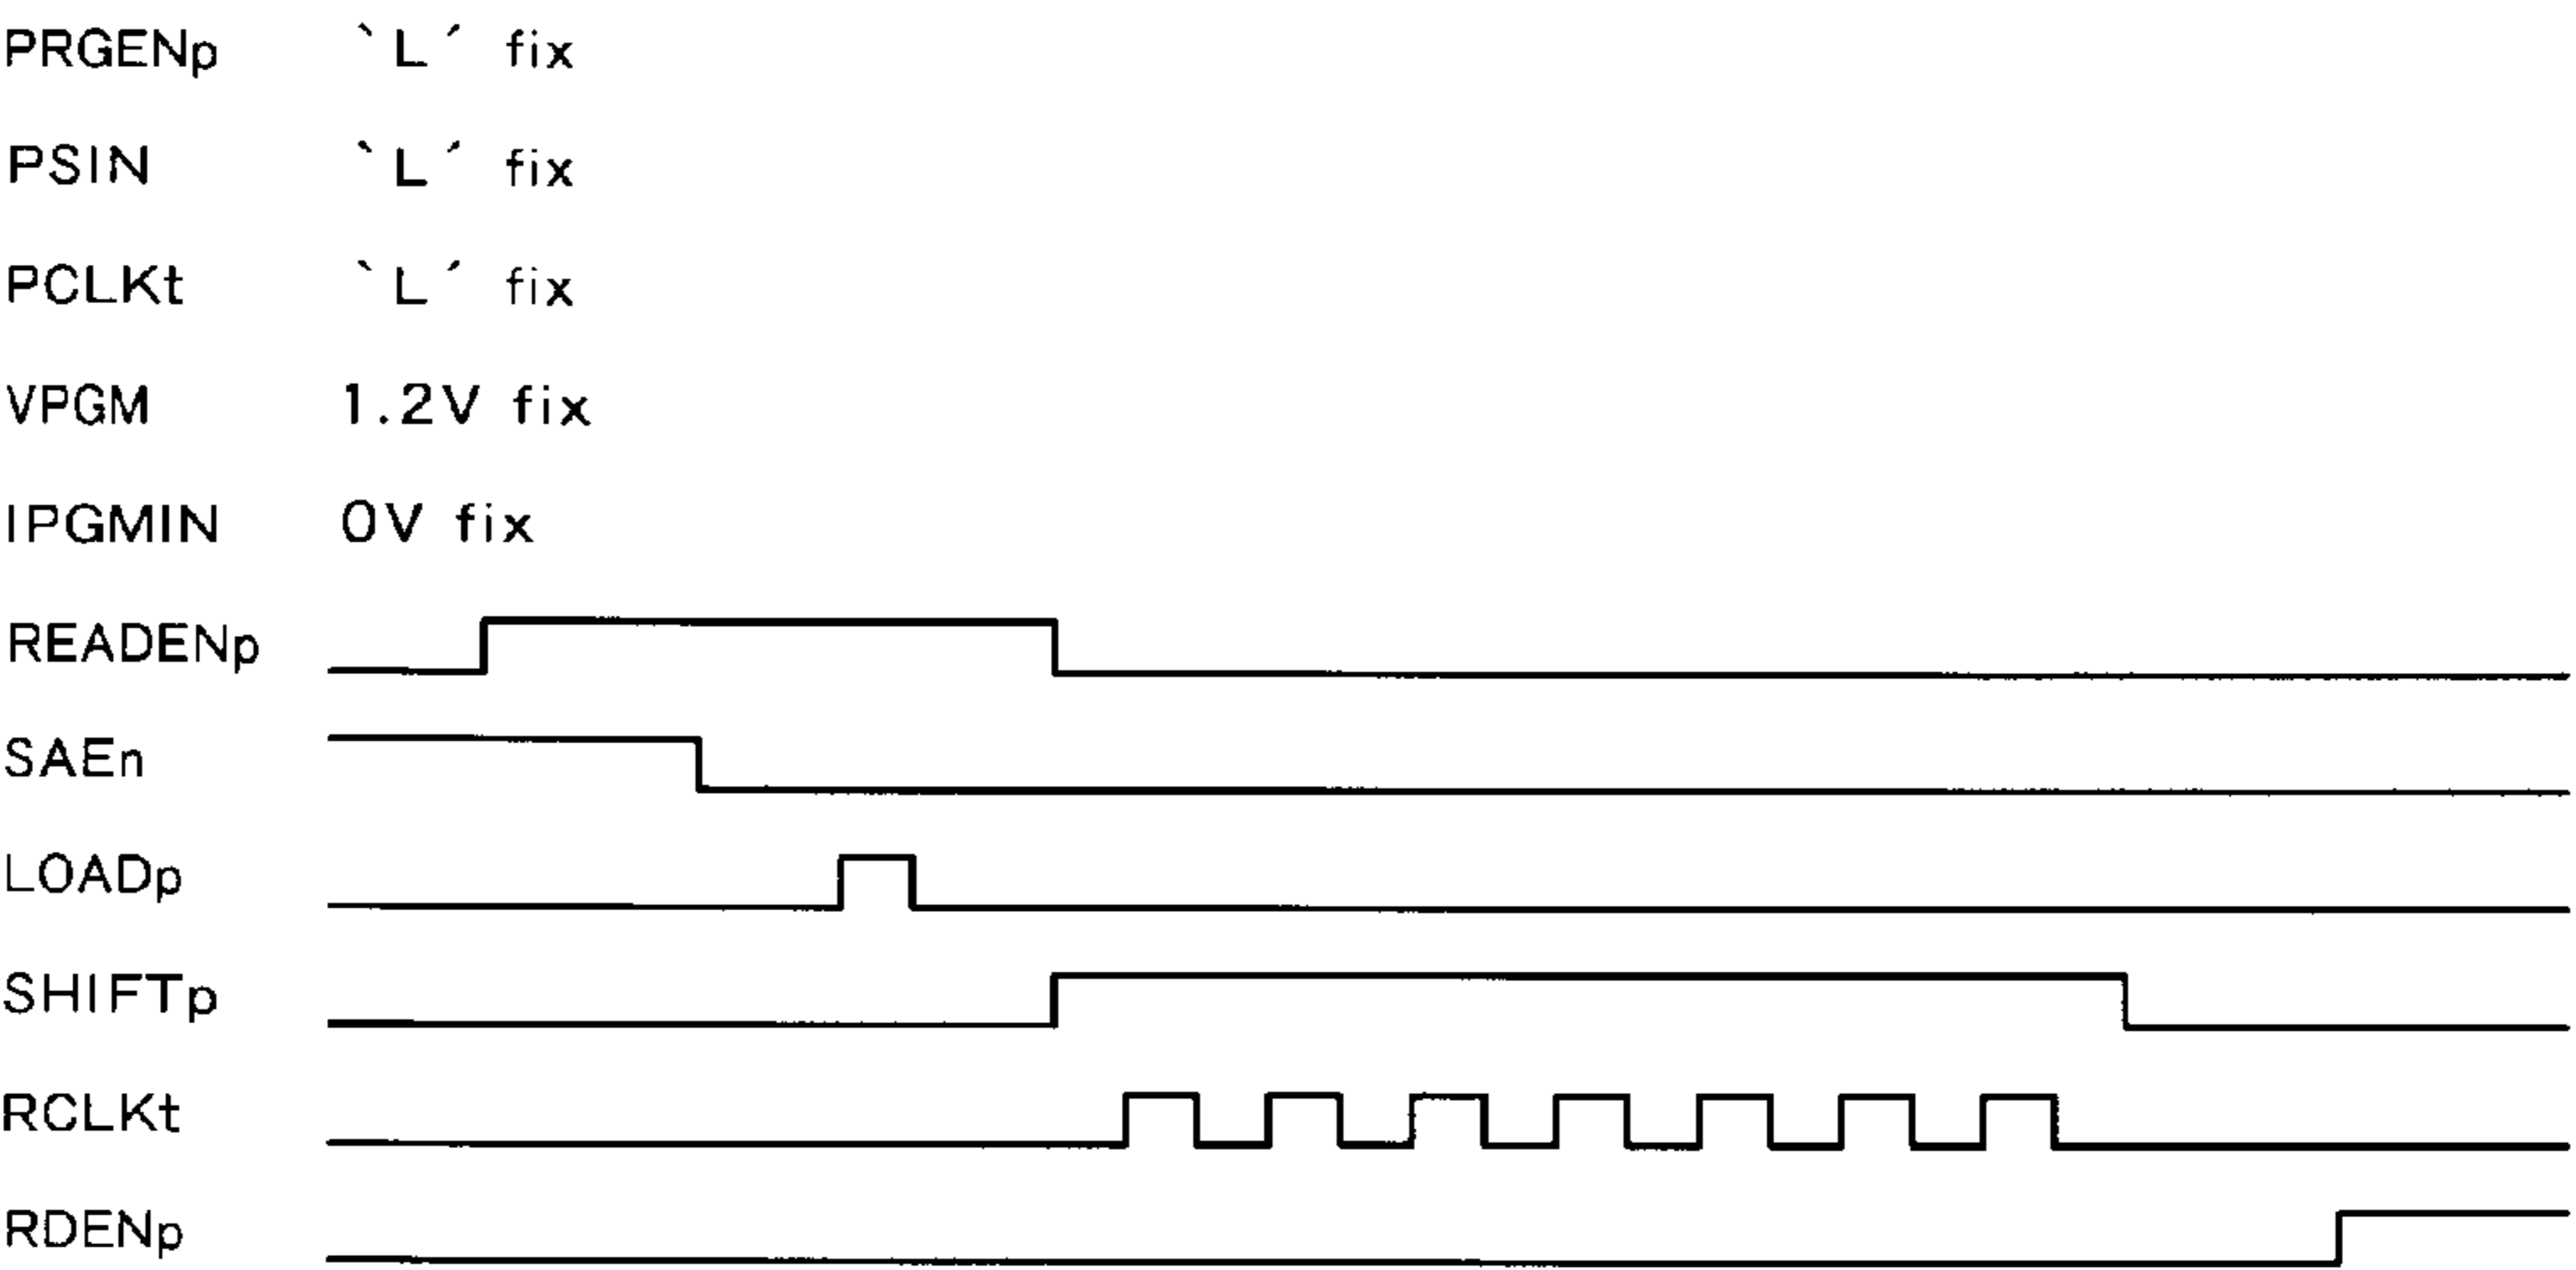 PRGENp `L´ fix
PSIN `L´ fix
PCLKt `L´ fix
VPGM 1.2V fix
IPGMIN 0V fix
READENp
SAEn
LOADp
SHIFTp
RCLKt
RDENp